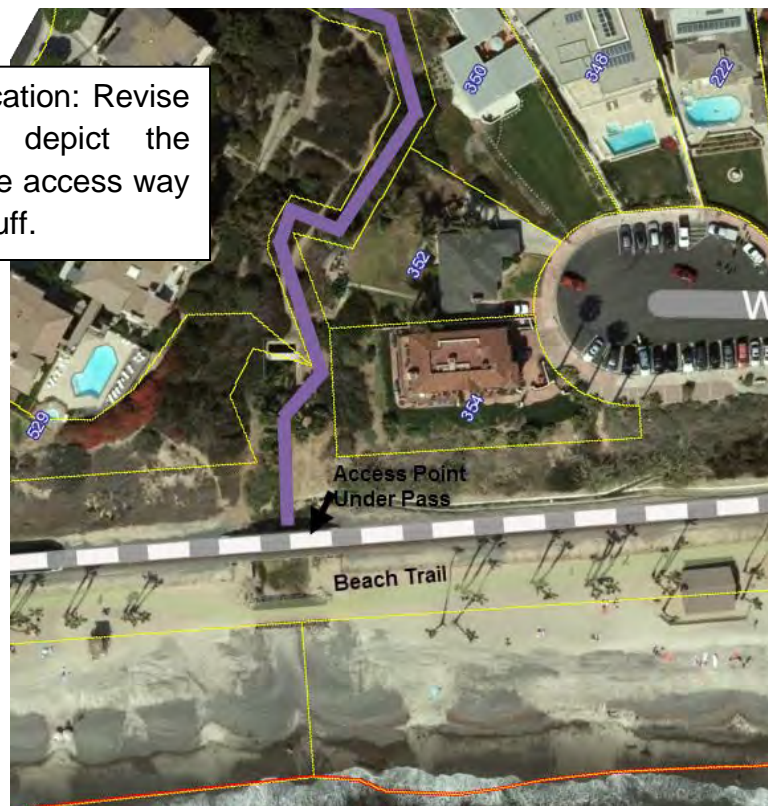 cation: Revise
depict the
e access way
uff.
350
348
222
352
W
354
529
Access Point
Under Pass
Beach Trail